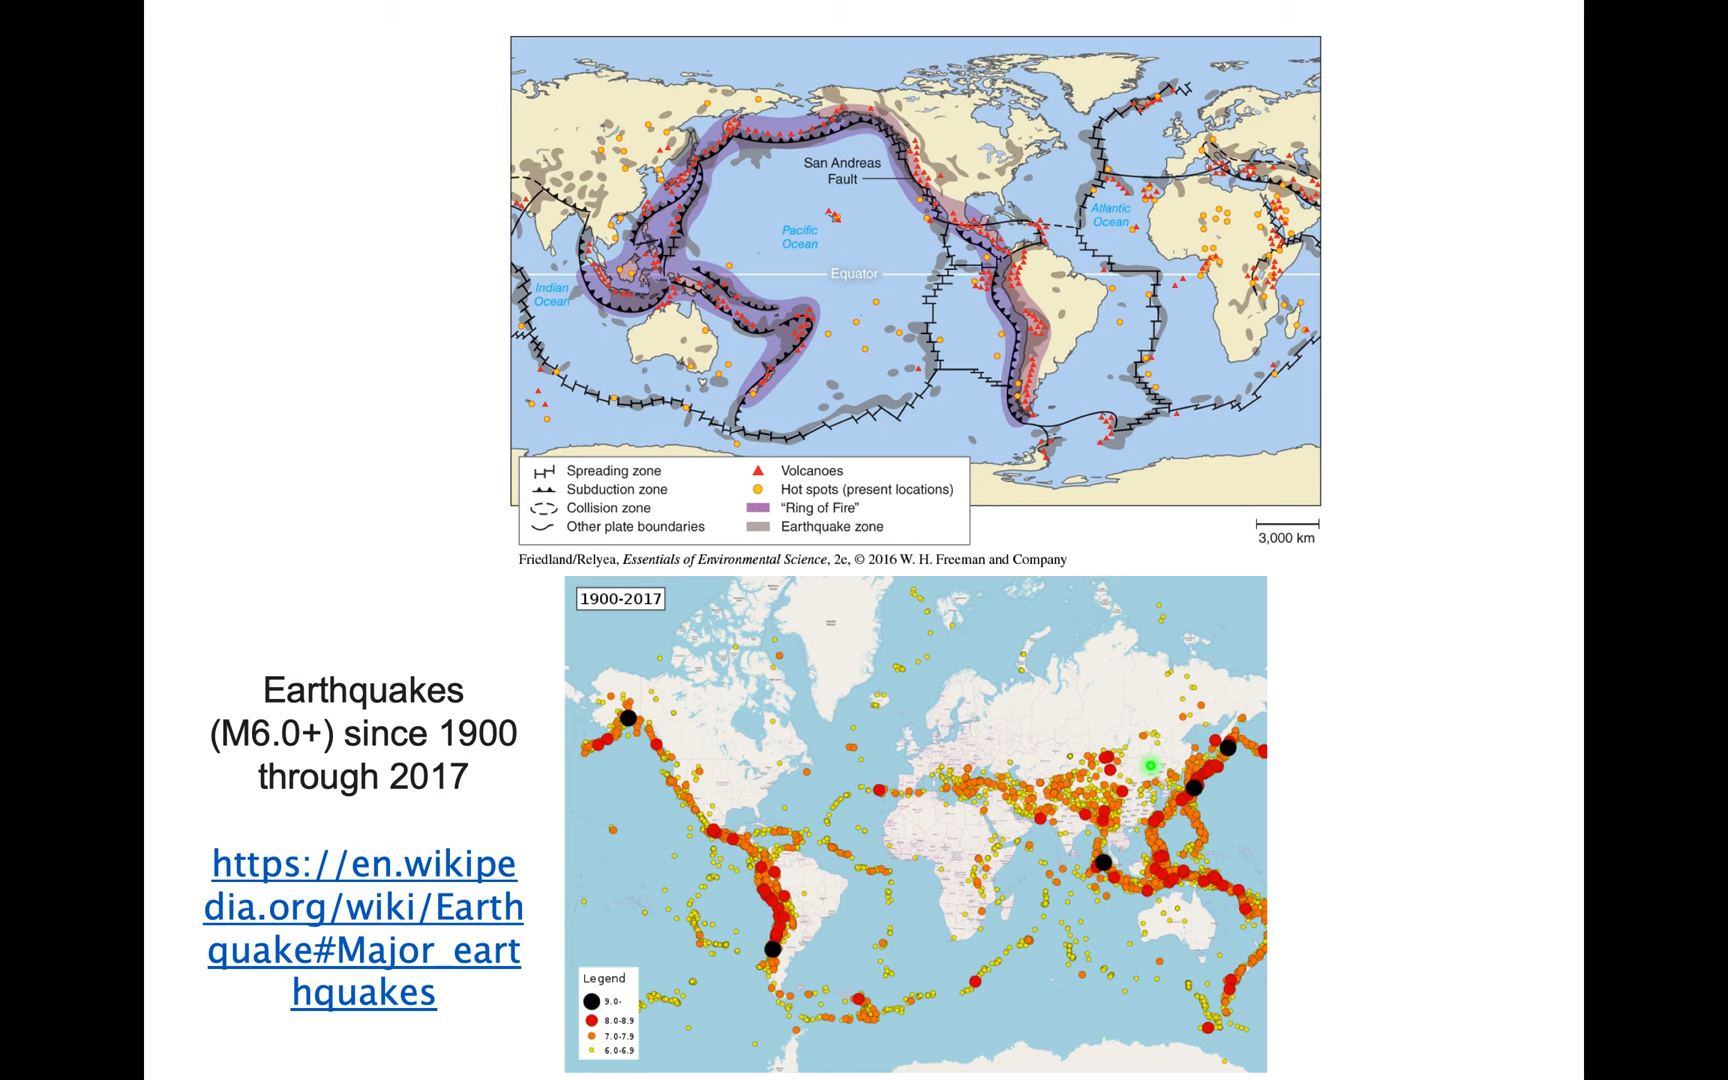 San Andreas
Fault
Pacific
Ocean
Atlantic
Ocean
Equator
Indian
Ocean
Spreading zone
Subduction zone
Collision zone
Other plate boundaries
Volcanoes
Hot spots (present locations)
“Ring of Fire”
Earthquake zone
3,000 km
Friedland/Relyea, Essentials of Environmental Science, 2e, © 2016 W. H. Freeman and Company
1900-2017
Earthquakes
(M6.0+) since 1900
through 2017
https://en.wikipe
dia.org/wiki/Earth
quake#Major_eart
hquakes
Legend
9.0-
8.0-8.9
7.0-7.9
6.0-6.9